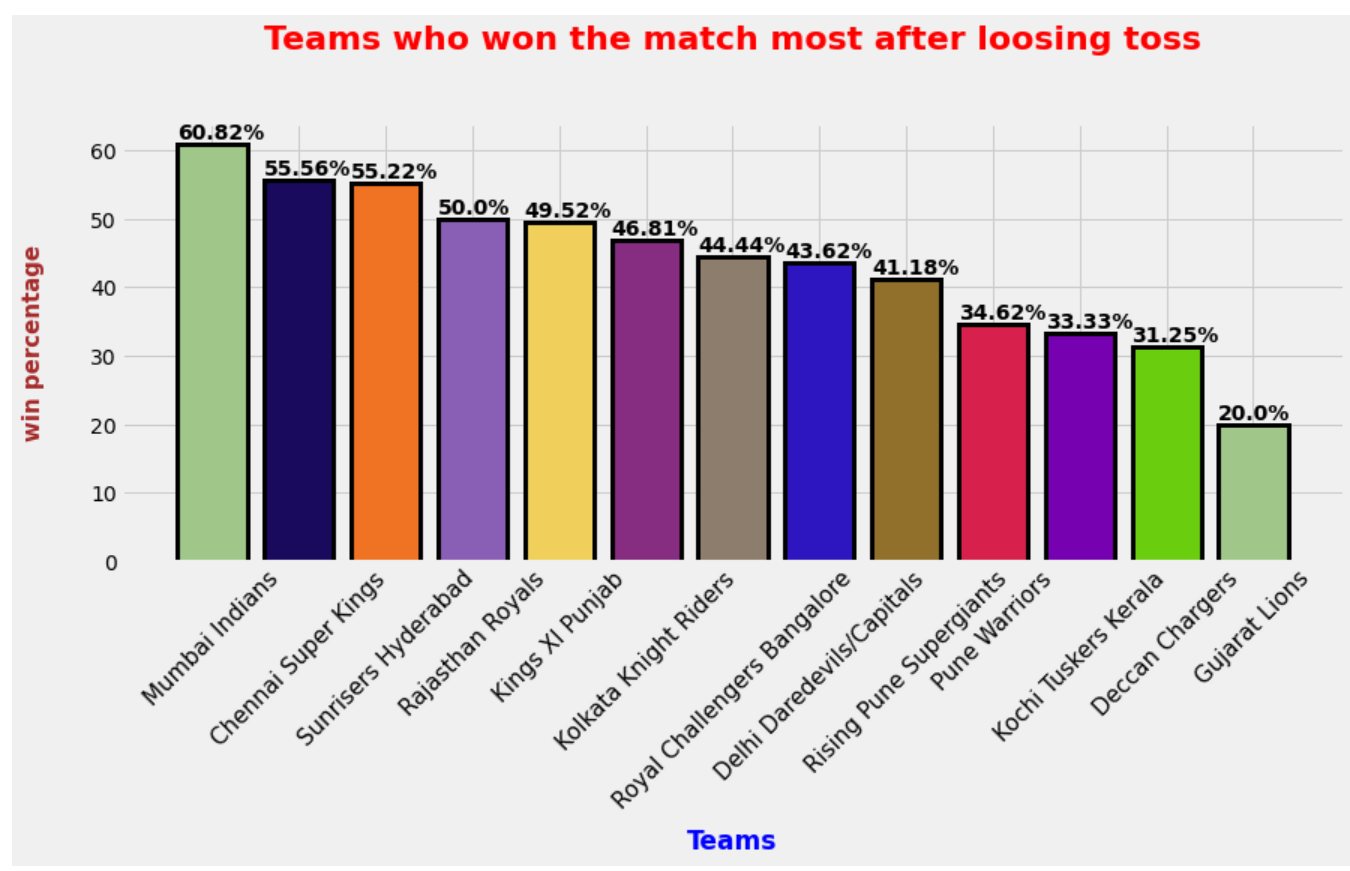 Teams who won the match most after loosing toss
60.82%
55.56%
55.22%
50.0%
49.52%
46.81%
44.44%
43.62%
41.18%
34.62%
33.33%
31.25%
20.0%
60
50
40
30
20
10
0
win percentage
Mumbai Indians
Chennai Super Kings
Sunrisers Hyderabad
Rajasthan Royals
Kings XI Punjab
Kolkata Knight Riders
Royal Challengers Bangalore
Delhi Daredevils/Capitals
Rising Pune Supergiants
Pune Warriors
Kochi Tuskers Kerala
Deccan Chargers
Gujarat Lions
Teams